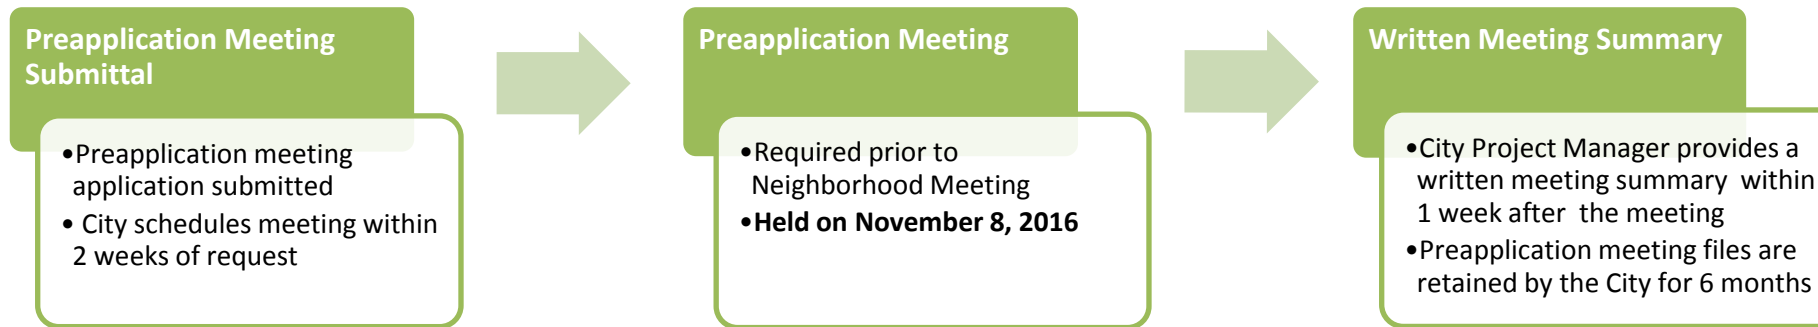 Preapplication Meeting
Submittal
•Preapplication meeting
application submitted
• City schedules meeting within
2 weeks of request
Preapplication Meeting
•Required prior to
Neighborhood Meeting
•Held on November 8, 2016
Written Meeting Summary
•City Project Manager provides a
written meeting summary within
1 week after the meeting
•Preapplication meeting files are
retained by the City for 6 months